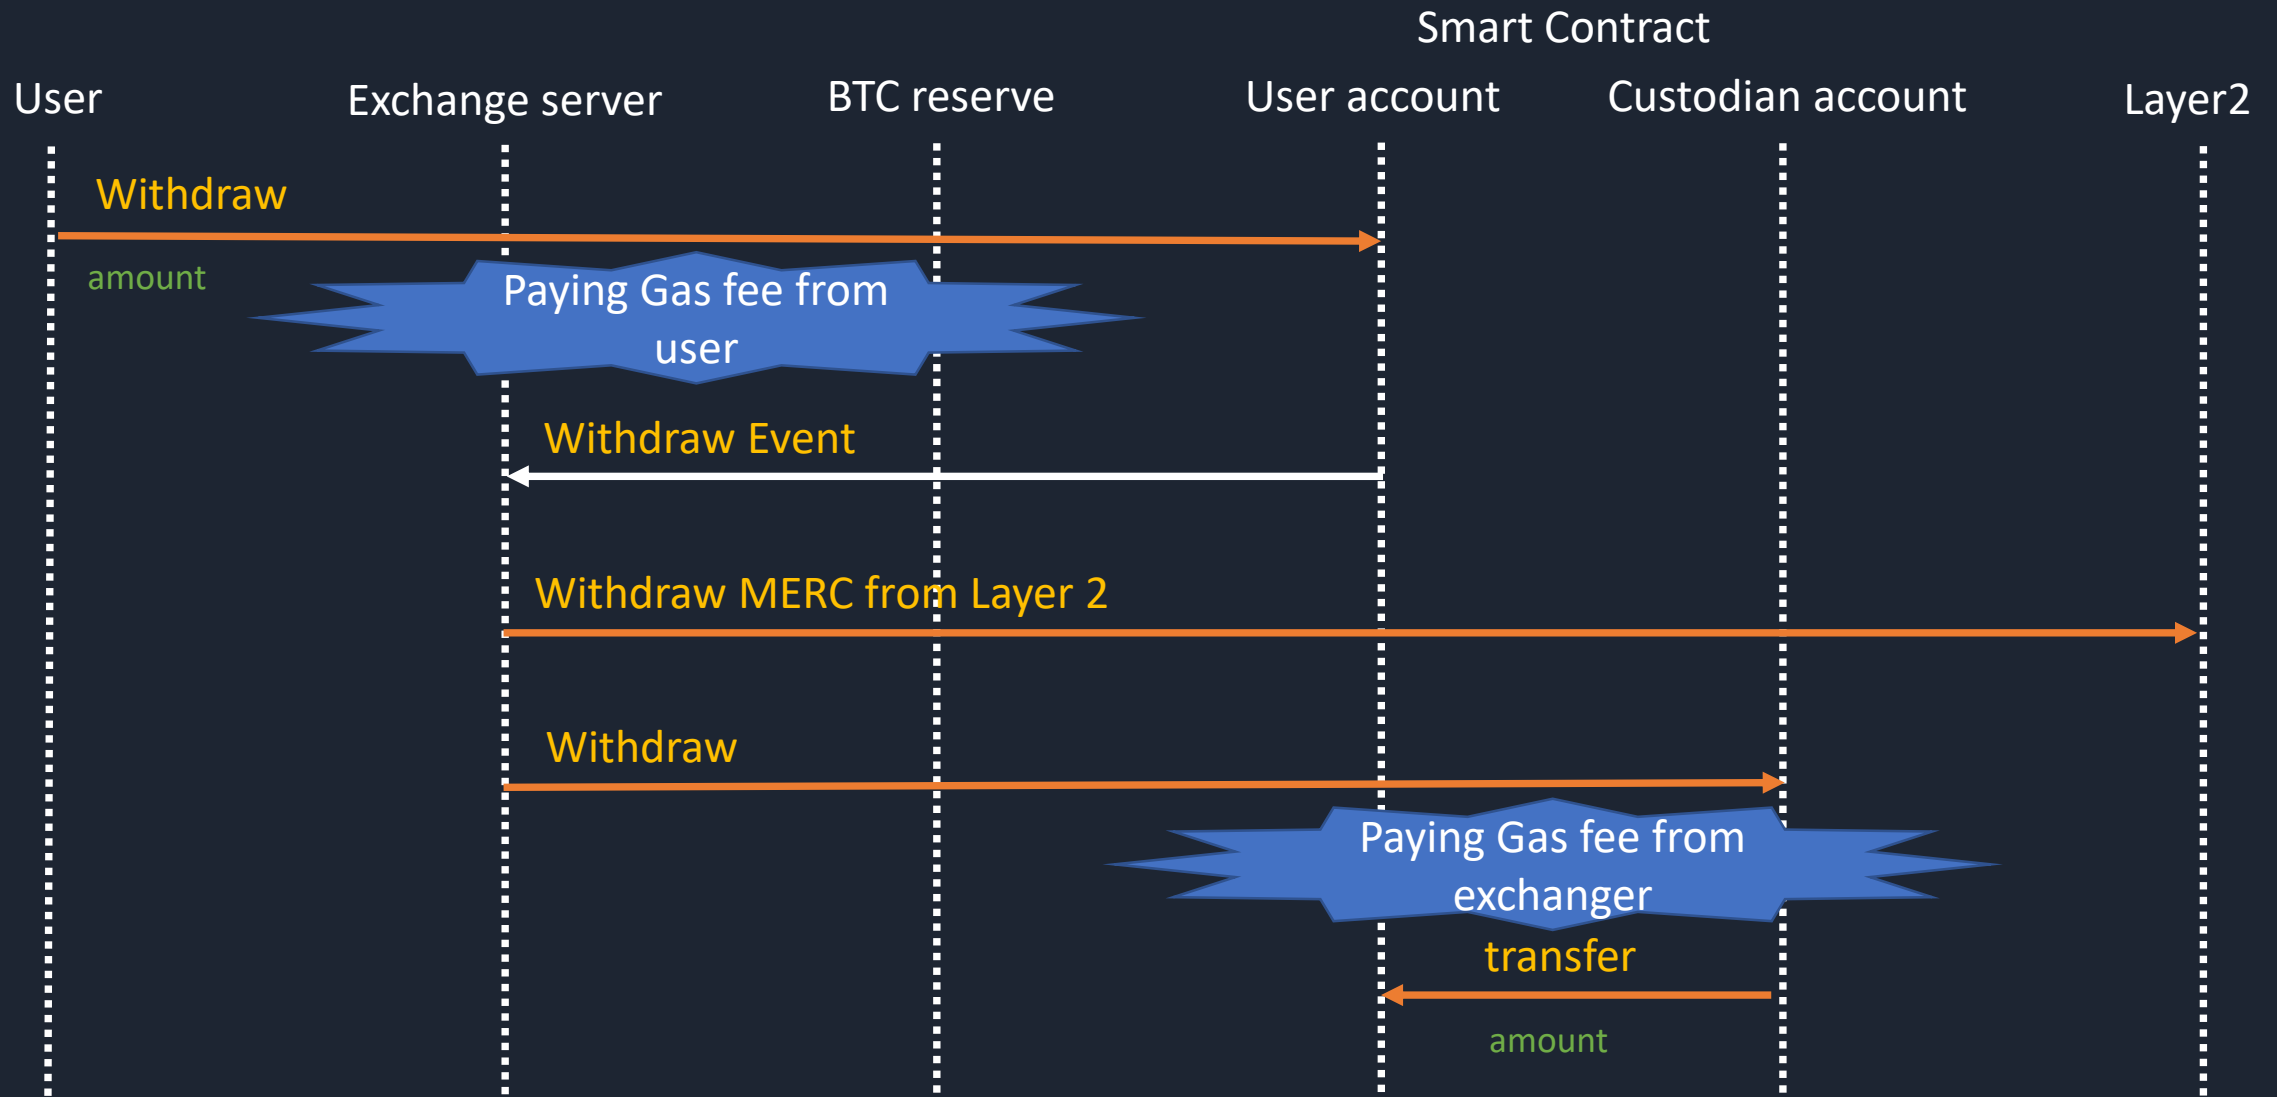 Smart Contract
User
Exchange server
BTC reserve
User account
Custodian account
Layer2
Withdraw
amount
Paying Gas fee from
user
Withdraw Event
Withdraw MERC from Layer 2
Withdraw
Paying Gas fee from
exchanger
transfer
amount